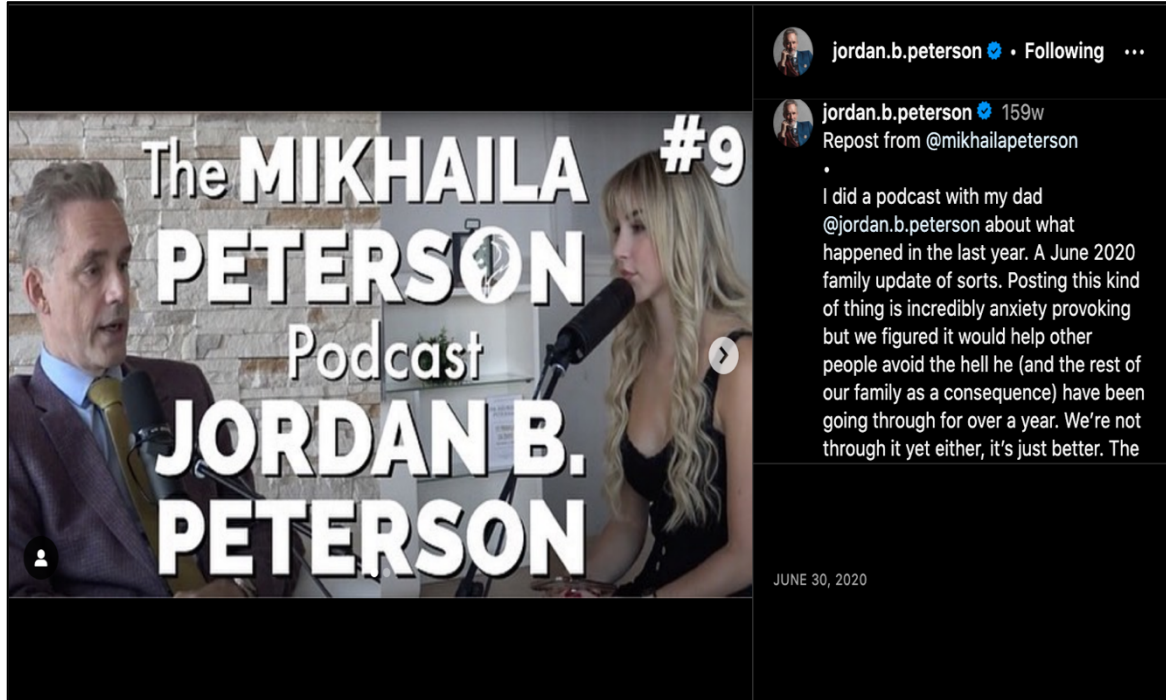 The MIKHAILA
#9
PETERSON
Podcast
JORDAN B.
PETERSON
jordan.b.peterson • Following
jordan.b.peterson 159w
Repost from @mikhailapeterson
•
I did a podcast with my dad
@jordan.b.peterson about what
happened in the last year. A June 2020
family update of sorts. Posting this kind
of thing is incredibly anxiety provoking
but we figured it would help other
people avoid the hell he (and the rest of
our family as a consequence) have been
going through for over a year. We’re not
through it yet either, it’s just better. The
JUNE 30, 2020